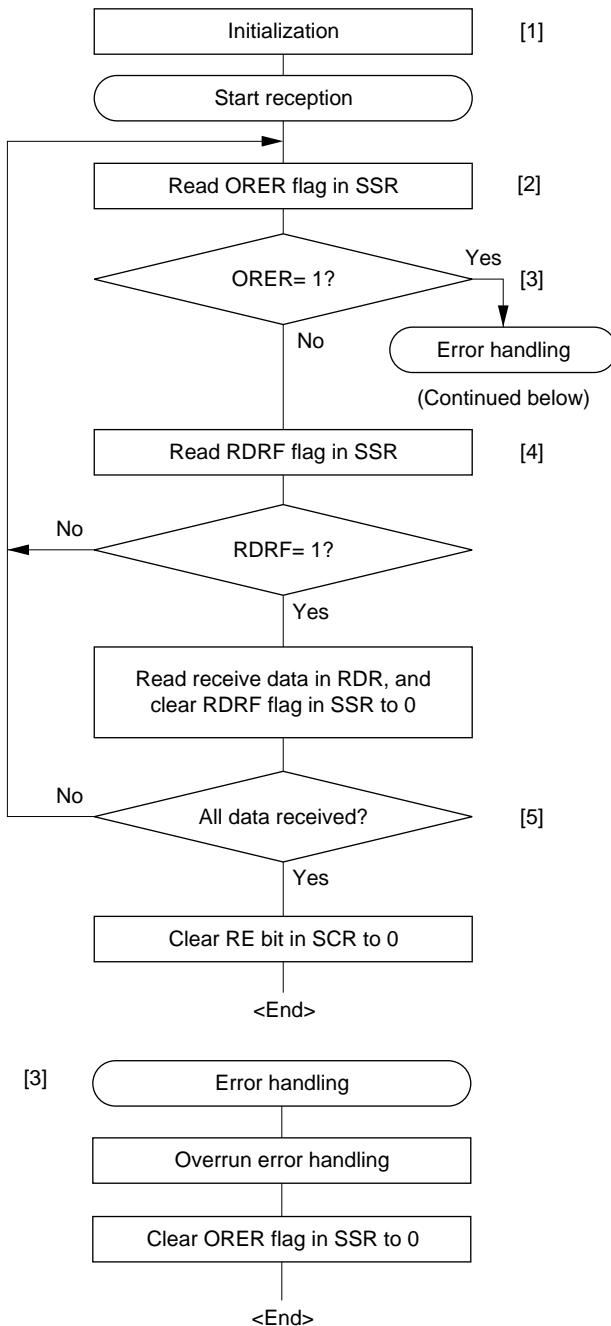 Initialization
[1]
Start reception
Read ORER flag in SSR
[2]
ORER= 1?
Yes
[3]
No
Error handling
(Continued below)
Read RDRF flag in SSR
[4]
No
RDRF= 1?
Yes
Read receive data in RDR, and
clear RDRF flag in SSR to 0
No
All data received?
[5]
Yes
Clear RE bit in SCR to 0
<End>
[3]
Error handling
Overrun error handling
Clear ORER flag in SSR to 0
<End>